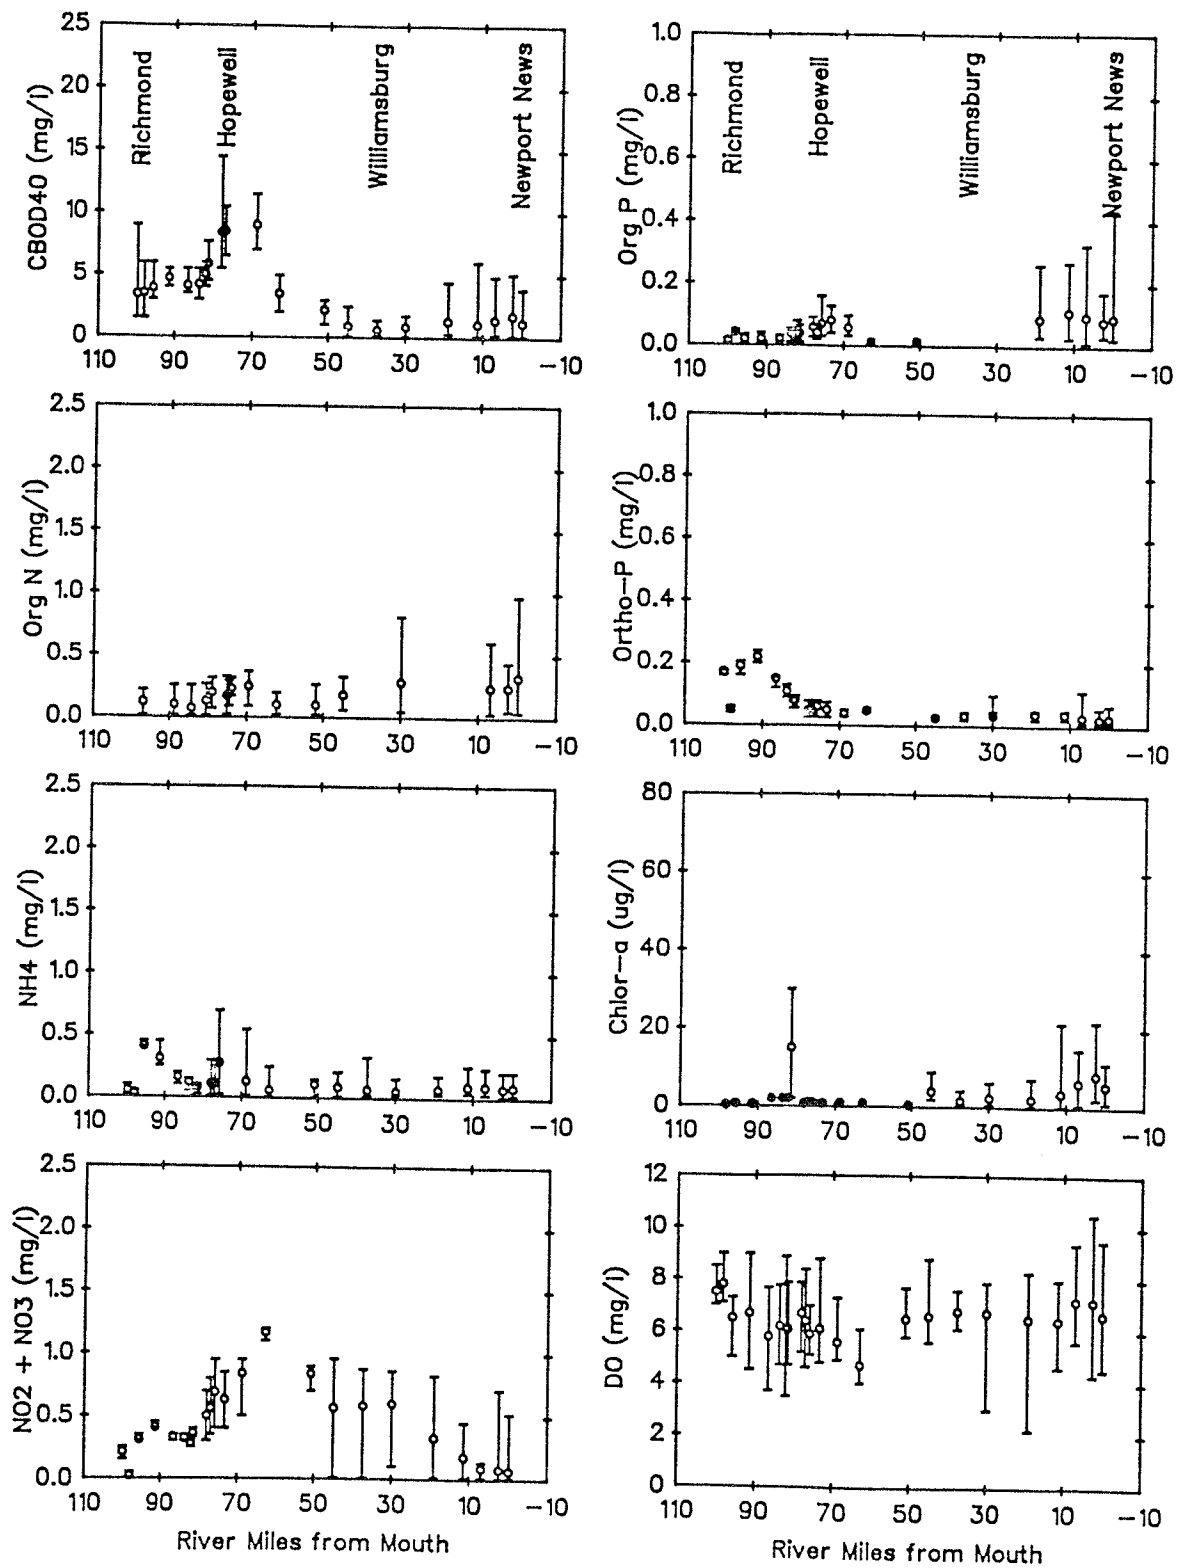 CBOD40 (mg/l)
25
20
15
10
5
0
Richmond
Hopewell
Williamsburg
Newport News
110 90 70 50 30 10 −10
Org P (mg/l)
1.0
0.8
0.6
0.4
0.2
0.0
Richmond
Hopewell
Williamsburg
Newport News
110 90 70 50 30 10 −10
Org N (mg/l)
2.5
2.0
1.5
1.0
0.5
0.0
110 90 70 50 30 10 −10
Ortho−P (mg/l)
1.0
0.8
0.6
0.4
0.2
0.0
110 90 70 50 30 10 −10
NH4 (mg/l)
2.5
2.0
1.5
1.0
0.5
0.0
110 90 70 50 30 10 −10
Chlor−a (ug/l)
80
60
40
20
0
110 90 70 50 30 10 −10
NO2 + NO3 (mg/l)
2.5
2.0
1.5
1.0
0.5
0.0
110 90 70 50 30 10 −10
River Miles from Mouth
DO (mg/l)
12
10
8
6
4
2
0
110 90 70 50 30 10 −10
River Miles from Mouth